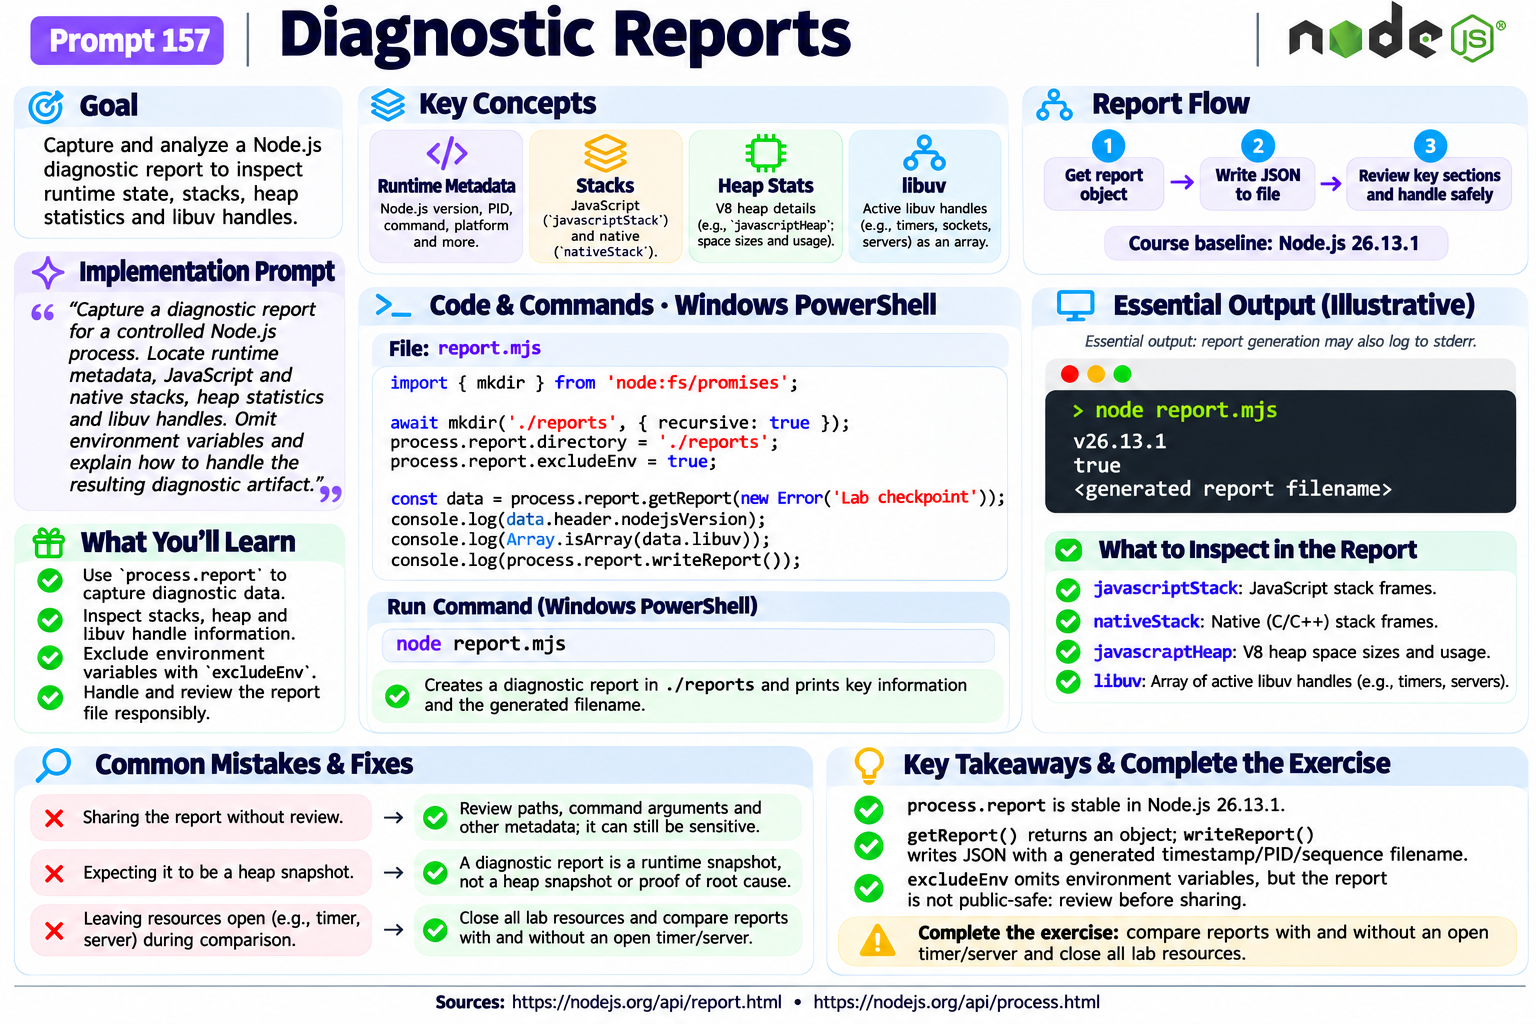 Prompt 157
Diagnostic Reports
node
JS
®
Goal
Capture and analyze a Node.js
diagnostic report to inspect
runtime state, stacks, heap
statistics and libuv handles.
Implementation Prompt
“Capture a diagnostic report
for a controlled Node.js
process. Locate runtime
metadata, JavaScript and
native stacks, heap statistics
and libuv handles. Omit
environment variables and
explain how to handle the
resulting diagnostic artifact.”
What You’ll Learn
Use `process.report` to
capture diagnostic data.
Inspect stacks, heap and
libuv handle information.
Exclude environment
variables with `excludeEnv`.
Handle and review the report
file responsibly.
Key Concepts
Runtime Metadata
Node.js version, PID,
command, platform
and more.
Stacks
JavaScript
(`javascriptStack`)
and native
(`nativeStack`).
Heap Stats
V8 heap details
(e.g., `javascriptHeap`;
space sizes and usage).
libuv
Active libuv handles
(e.g., timers, sockets,
servers) as an array.
Report Flow
1
Get report
object
2
Write JSON
to file
3
Review key sections
and handle safely
Course baseline: Node.js 26.13.1
Code & Commands · Windows PowerShell
File: report.mjs
import { mkdir } from 'node:fs/promises';
await mkdir('./reports', { recursive: true });
process.report.directory = './reports';
process.report.excludeEnv = true;
const data = process.report.getReport(new Error('Lab checkpoint'));
console.log(data.header.nodejsVersion);
console.log(Array.isArray(data.libuv));
console.log(process.report.writeReport());
Run Command (Windows PowerShell)
node report.mjs
Creates a diagnostic report in ./reports and prints key information
and the generated filename.
Essential Output (Illustrative)
Essential output: report generation may also log to stderr.
> node report.mjs
v26.13.1
true
<generated report filename>
What to Inspect in the Report
javascriptStack: JavaScript stack frames.
nativeStack: Native (C/C++) stack frames.
javascraptHeap: V8 heap space sizes and usage.
libuv: Array of active libuv handles (e.g., timers, servers).
Common Mistakes & Fixes
Sharing the report without review.
→
Review paths, command arguments and
other metadata; it can still be sensitive.
Expecting it to be a heap snapshot.
→
A diagnostic report is a runtime snapshot,
not a heap snapshot or proof of root cause.
Leaving resources open (e.g., timer,
server) during comparison.
→
Close all lab resources and compare reports
with and without an open timer/server.
Key Takeaways & Complete the Exercise
process.report is stable in Node.js 26.13.1.
getReport() returns an object; writeReport()
writes JSON with a generated timestamp/PID/sequence filename.
excludeEnv omits environment variables, but the report
is not public-safe: review before sharing.
Complete the exercise: compare reports with and without an open
timer/server and close all lab resources.
Sources: https://nodejs.org/api/report.html • https://nodejs.org/api/process.html